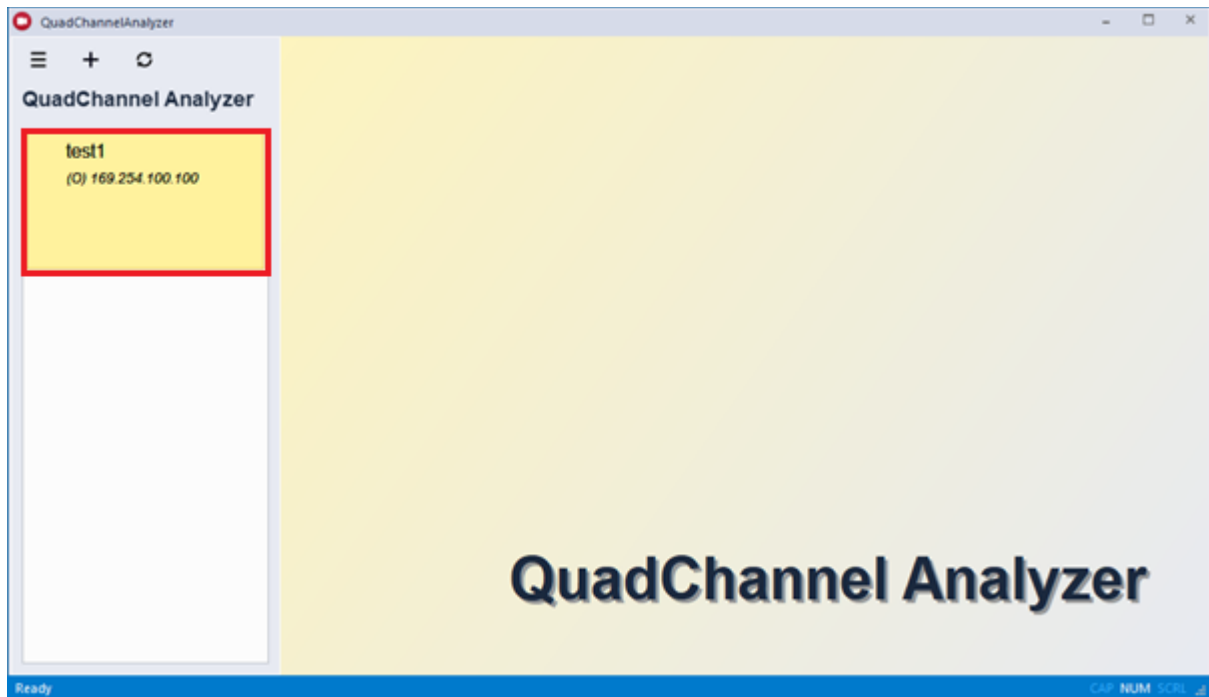 QuadChannelAnalyzer
QuadChannel Analyzer
test1
(O) 169.254.100.100
QuadChannel Analyzer
Ready
CAP NUM SCRL